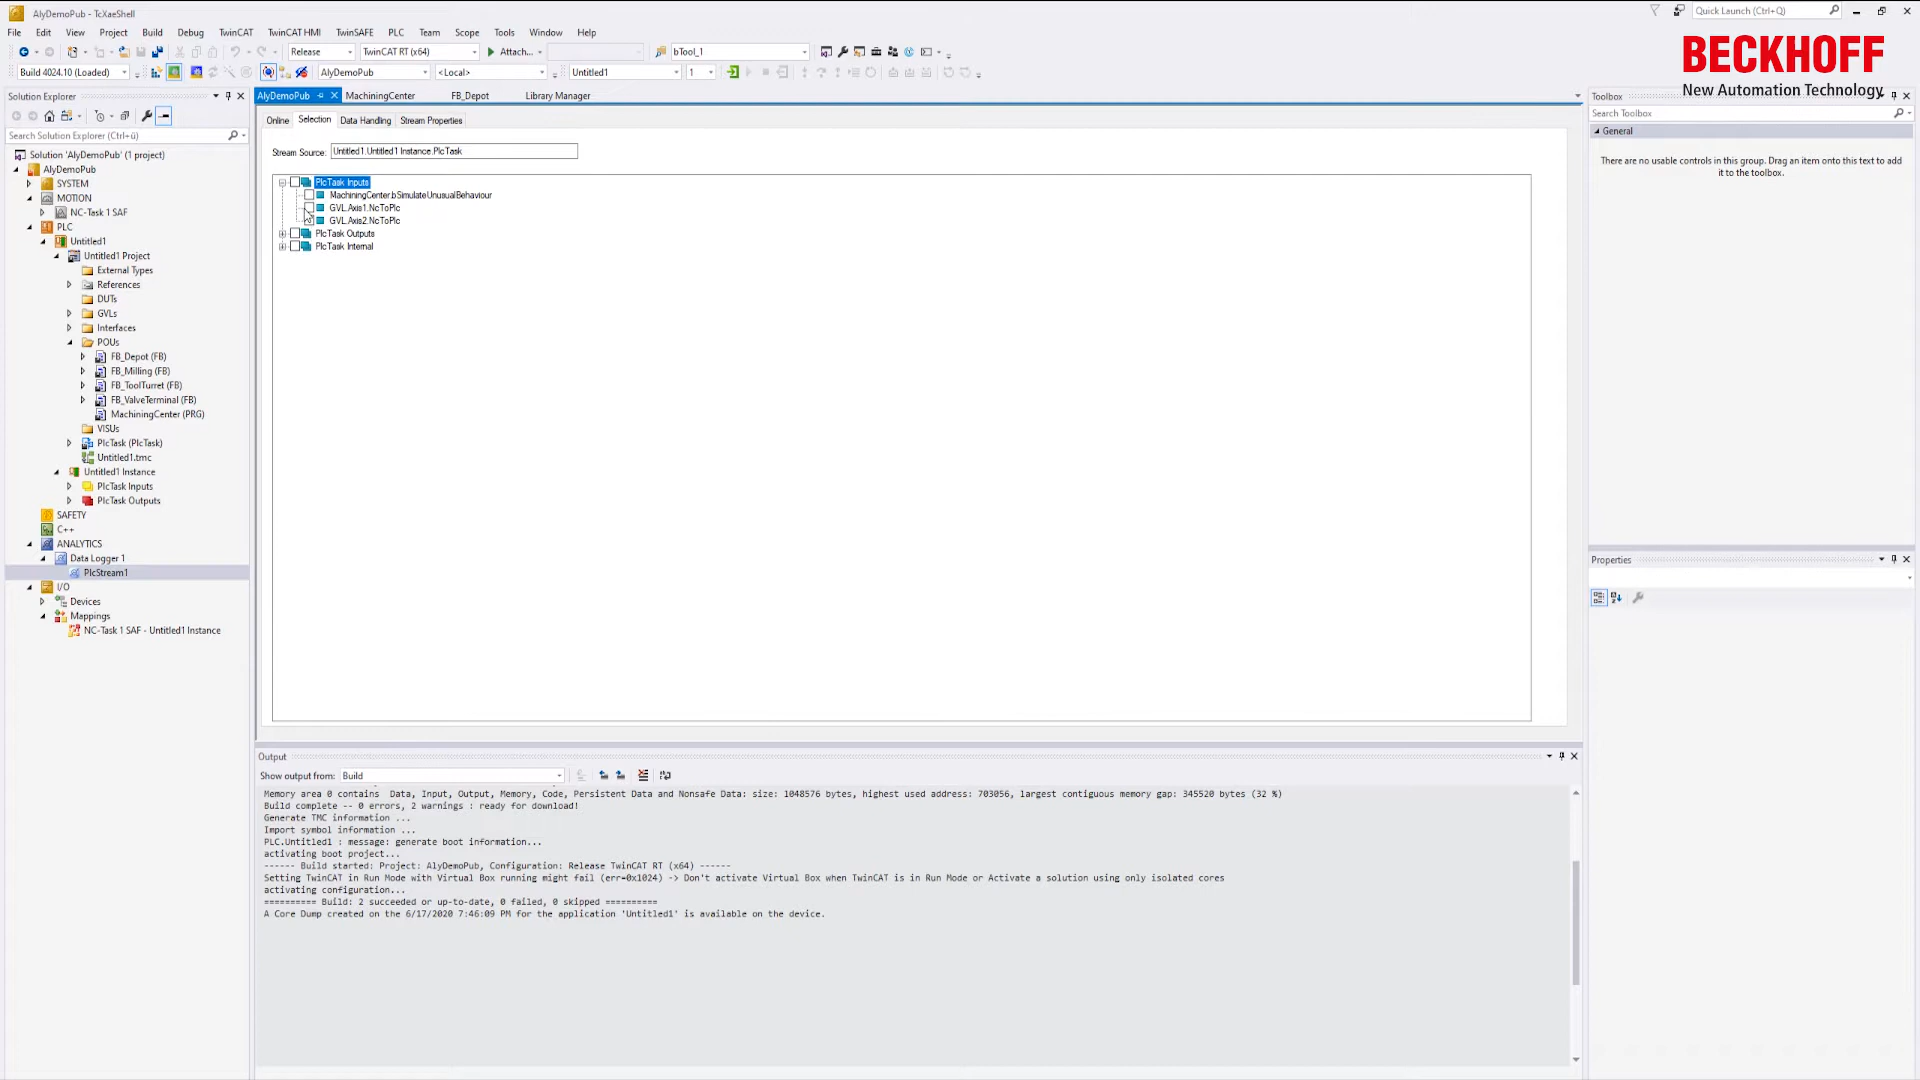 AlyDemoPub - TcXaeShell
Quick Launch (Ctrl+Q)
File Edit View Project Build Debug TwinCAT TwinCAT HMI TwinSAFE PLC Team Scope Tools Window Help
Release TwinCAT RT (x64) Attach... bTool_1
Build 4024.10 (Loaded) AlyDemoPub <Local> Untitled1 1
BECKHOFF
New Automation Technology
Solution Explorer
Search Solution Explorer (Ctrl+ü)
Solution 'AlyDemoPub' (1 project)
AlyDemoPub
SYSTEM
MOTION
NC-Task 1 SAF
PLC
Untitled1
Untitled1 Project
External Types
References
DUTs
GVLs
Interfaces
POUs
FB_Depot (FB)
FB_Milling (FB)
FB_ToolTurret (FB)
FB_ValveTerminal (FB)
MachiningCenter (PRG)
VISUs
PlcTask (PlcTask)
Untitled1.tmc
Untitled1 Instance
PlcTask Inputs
PlcTask Outputs
SAFETY
C++
ANALYTICS
Data Logger 1
PlcStream1
I/O
Devices
Mappings
NC-Task 1 SAF - Untitled1 Instance
AlyDemoPub MachiningCenter FB_Depot Library Manager
Online Selection Data Handling Stream Properties
Stream Source: Untitled1.Untitled1 Instance.PlcTask
PlcTask Inputs
MachiningCenter.bSimulateUnusualBehaviour
GVL.Axis1.NcToPlc
GVL.Axis2.NcToPlc
PlcTask Outputs
PlcTask Internal
Output
Show output from: Build
Memory area 0 contains Data, Input, Output, Memory, Code, Persistent Data and Nonsafe Data: size: 1048576 bytes, highest used address: 703056, largest contiguous memory gap: 345520 bytes (32 %)
Build complete -- 0 errors, 2 warnings : ready for download!
Generate TMC information ...
Import symbol information ...
PLC.Untitled1 : message: generate boot information...
activating boot project...
------ Build started: Project: AlyDemoPub, Configuration: Release TwinCAT RT (x64) ------
Setting TwinCAT in Run Mode with Virtual Box running might fail (err=0x1024) -> Don't activate Virtual Box when TwinCAT is in Run Mode or Activate a solution using only isolated cores
activating configuration...
========== Build: 2 succeeded or up-to-date, 0 failed, 0 skipped ==========
A Core Dump created on the 6/17/2020 7:46:09 PM for the application 'Untitled1' is available on the device.
Toolbox
Search Toolbox
General
There are no usable controls in this group. Drag an item onto this text to add
it to the toolbox.
Properties